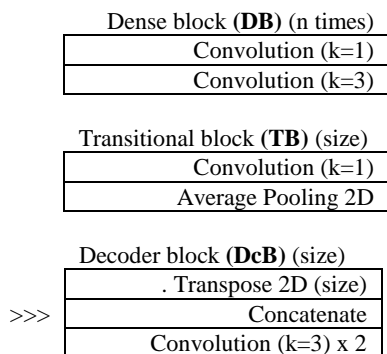 Dense block (DB) (n times)
Convolution (k=1)
Convolution (k=3)
Transitional block (TB) (size)
Convolution (k=1)
Average Pooling 2D
Decoder block (DcB) (size)
. Transpose 2D (size)
>>> Concatenate
Convolution (k=3) x 2